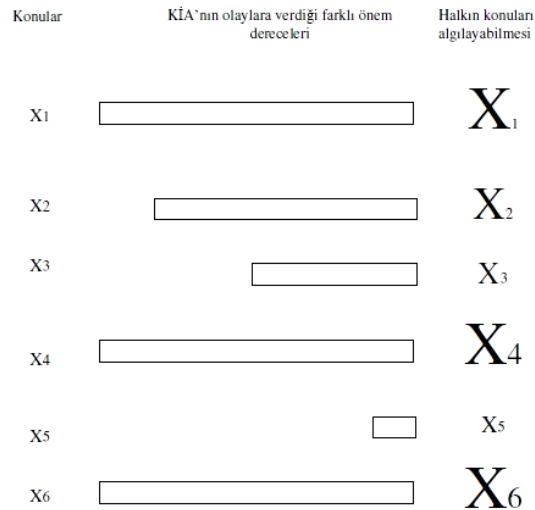 Konular
KİA'nın olaylara verdiği farklı önem
dereceleri
Halkın konuları
algılayabilmesi
X1
X1
X2
X2
X3
X3
X4
X4
X5
X5
X6
X6